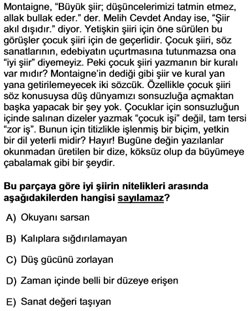 Montaigne, "Büyük şiir; düşüncelerimizi tatmin etmez,
allak bullak eder." der. Melih Cevdet Anday ise, "Şiir
akıl dışıdır." diyor. Yetişkin şiiri için öne sürülen bu
görüşler çocuk şiiri için de geçerlidir. Çocuk şiiri, söz
sanatlarının, edebiyatın uçurtmasına tutunmazsa ona
"iyi şiir" diyemeyiz. Peki çocuk şiiri yazmanın bir kuralı
var mıdır? Montaigne'in dediği gibi şiir ve kural yan
yana getirilemeyecek iki sözcük. Özellikle çocuk şiiri
söz konusuysa düş dünyamızı sonsuzluğa açmaktan
başka yapacak bir şey yok. Çocuklar için sonsuzluğun
içinde salınan dizeler yazmak "çocuk işi" değil, tam tersi
"zor iş". Bunun için titizlikle işlenmiş bir biçim, yetkin
bir dil yeterli midir? Hayır! Bugüne değin yazılanlar
okunmadan üretilen bir dize, köksüz olup da büyümeye
çabalamak gibi bir şeydir.
Bu parçaya göre iyi şiirin nitelikleri arasında
aşağıdakilerden hangisi sayılamaz?
A) Okuyanı sarsan
B) Kalıplara sığdırılamayan
C) Düş gücünü zorlayan
D) Zaman içinde belli bir düzeye erişen
E) Sanat değeri taşıyan